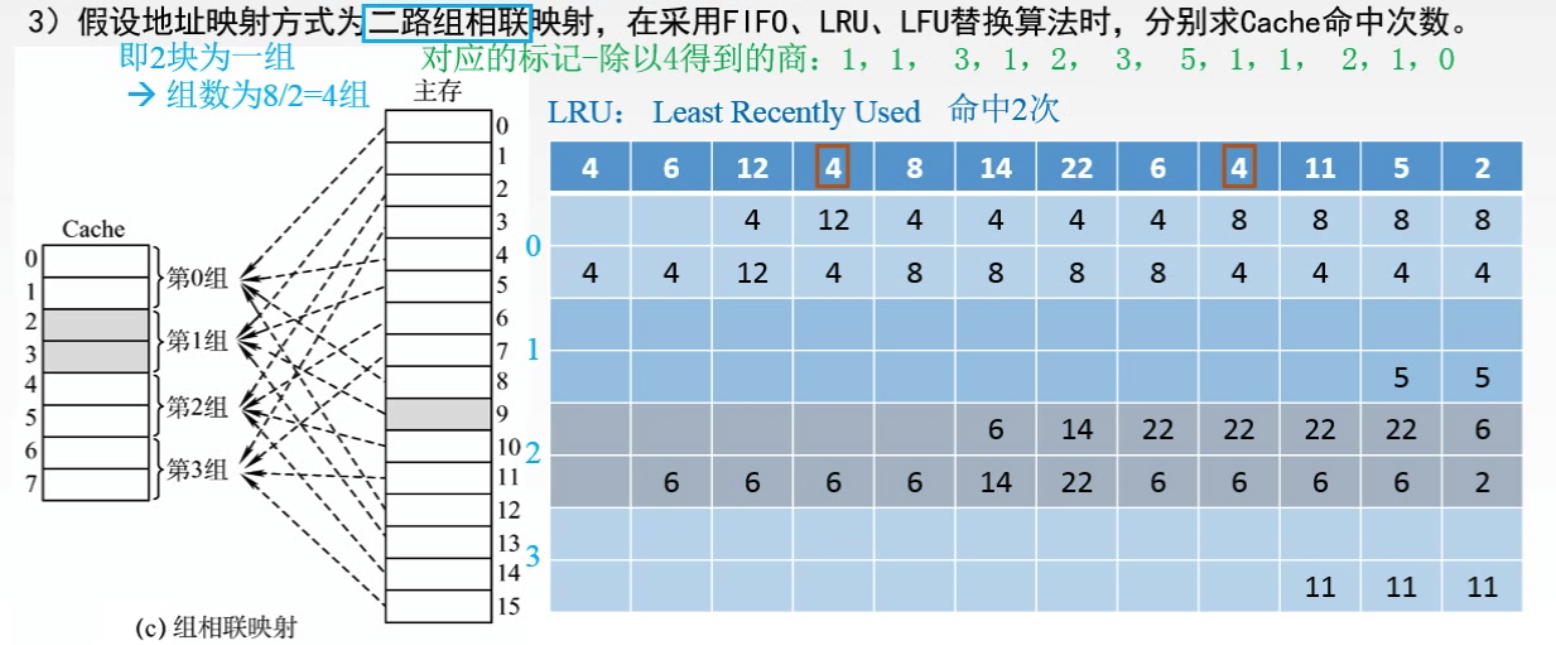 3）假设地址映射方式为二路组相联映射，在采用FIFO、LRU、LFU替换算法时，分别求Cache命中次数。
即2块为一组
对应的标记-除以4得到的商：1，1， 3，1，2， 3， 5，1，1， 2，1，0
→ 组数为8/2=4组
主存
LRU： Least Recently Used 命中2次
Cache
0
1
2
3
4
5
6
7
第0组
第1组
第2组
第3组
0
1
2
3
4
5
6
7
8
9
10
11
12
13
14
15
(c) 组相联映射
4 6 12 4 8 14 22 6 4 11 5 2
0
4 12 4 4 4 4 8 8 8 8
4 4 12 4 8 8 8 8 4 4 4 4
1
5 5
2
6 14 22 22 22 22 6
6 6 6 6 14 22 6 6 6 6 2
3
11 11 11